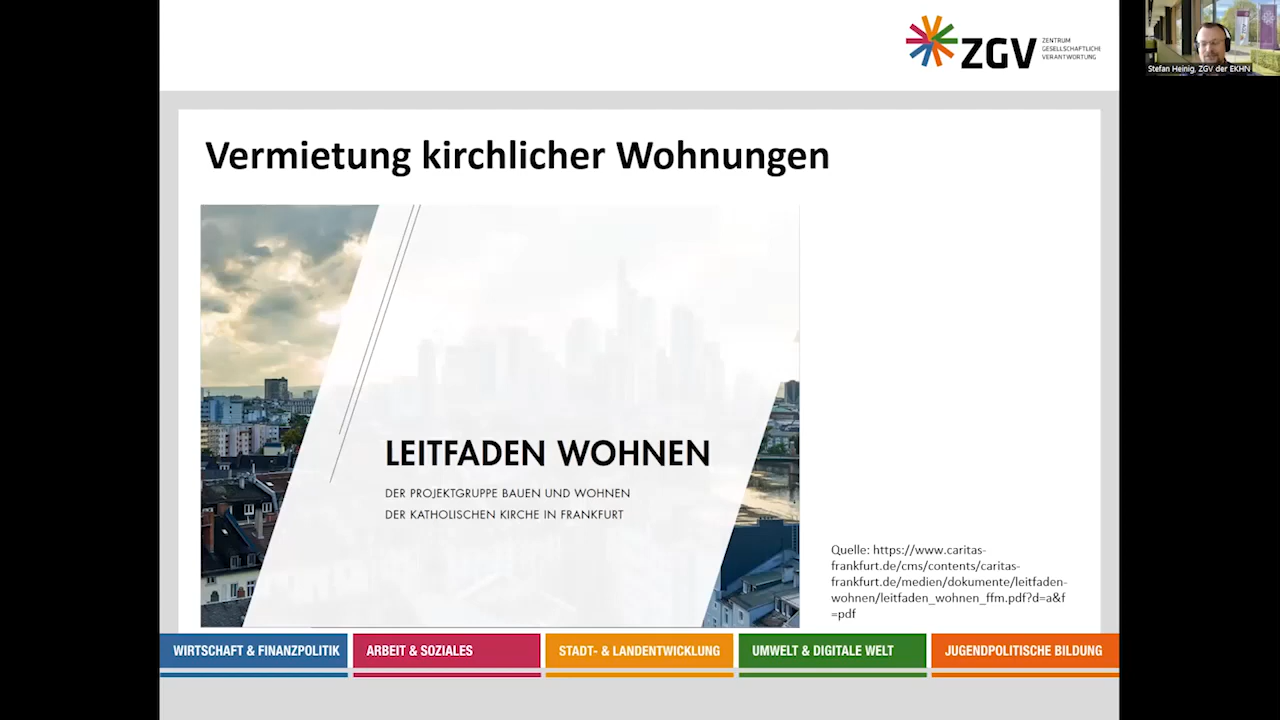 ZGV
ZENTRUM
GESELLSCHAFTLICHE
VERANTWORTUNG
Stefan Heinig, ZGV der EKHN
Vermietung kirchlicher Wohnungen
LEITFADEN WOHNEN
DER PROJEKTGRUPPE BAUEN UND WOHNEN
DER KATHOLISCHEN KIRCHE IN FRANKFURT
Quelle: https://www.caritas-
frankfurt.de/cms/contents/caritas-
frankfurt.de/medien/dokumente/leitfaden-
wohnen/leitfaden_wohnen_ffm.pdf?d=a&f
=pdf
WIRTSCHAFT & FINANZPOLITIK
ARBEIT & SOZIALES
STADT- & LANDENTWICKLUNG
UMWELT & DIGITALE WELT
JUGENDPOLITISCHE BILDUNG